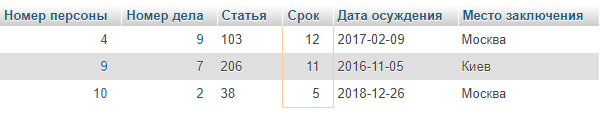 Номер персоны Номер дела Статья Срок Дата осуждения Место заключения
4 9 103 12 2017-02-09 Москва
9 7 206 11 2016-11-05 Киев
10 2 38 5 2018-12-26 Москва